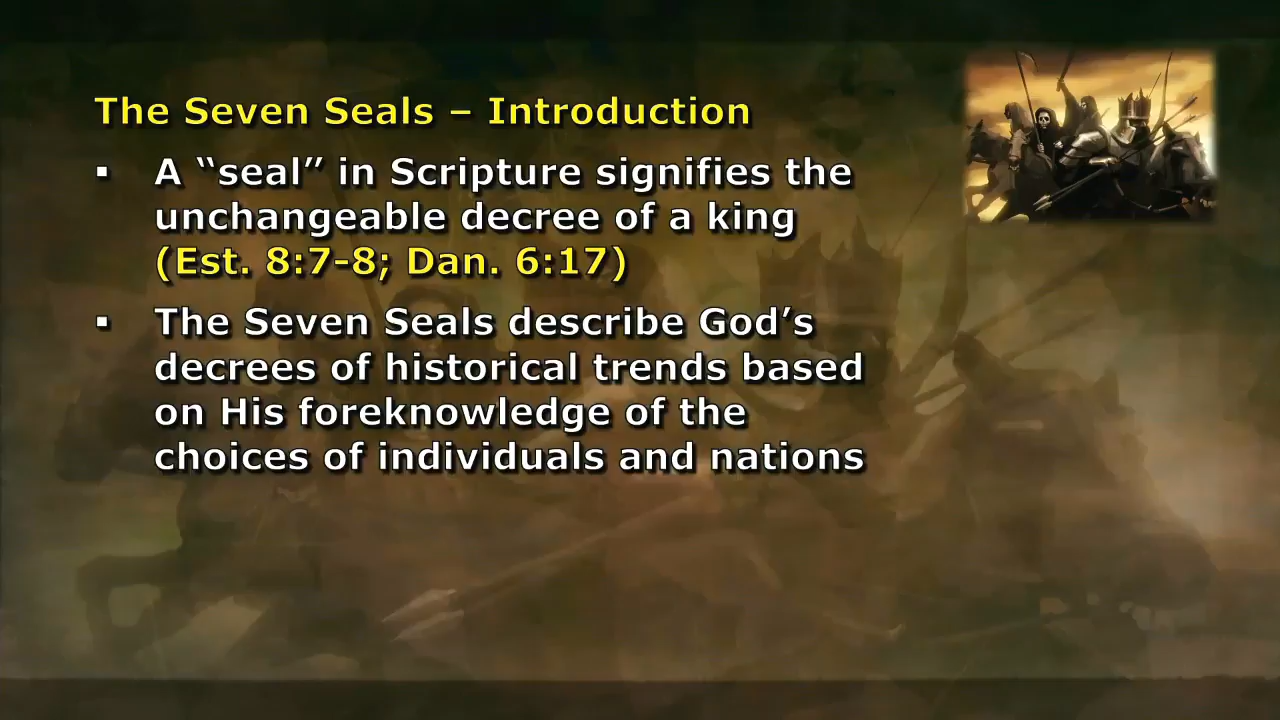 The Seven Seals – Introduction
▪ A “seal” in Scripture signifies the
unchangeable decree of a king
(Est. 8:7-8; Dan. 6:17)
▪ The Seven Seals describe God’s
decrees of historical trends based
on His foreknowledge of the
choices of individuals and nations